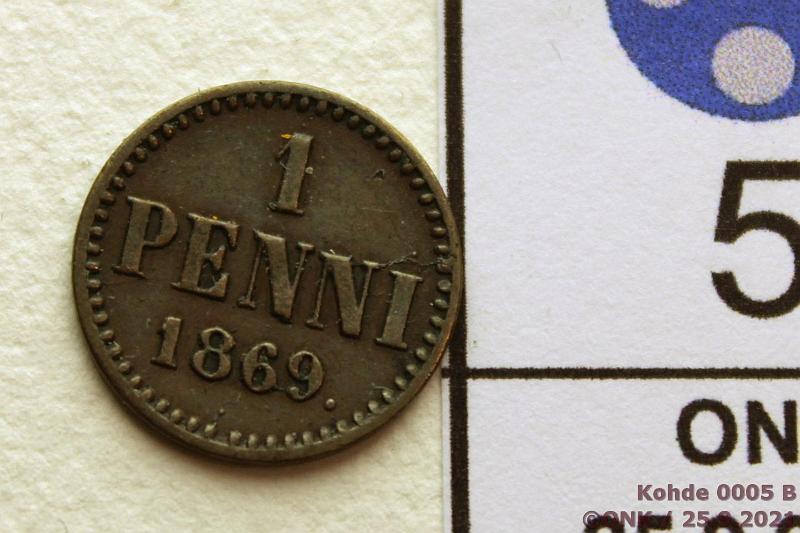 1
PENNI
1869.
5
ON
Kohde 0005 B